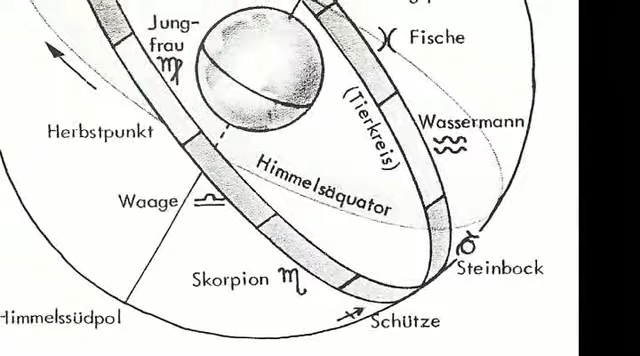 Jung-
frau
Fische
(Tierkreis)
Wassermann
Herbstpunkt
Himmelsäquator
Waage
Steinbock
Skorpion
Himmelssüdpol
Schütze